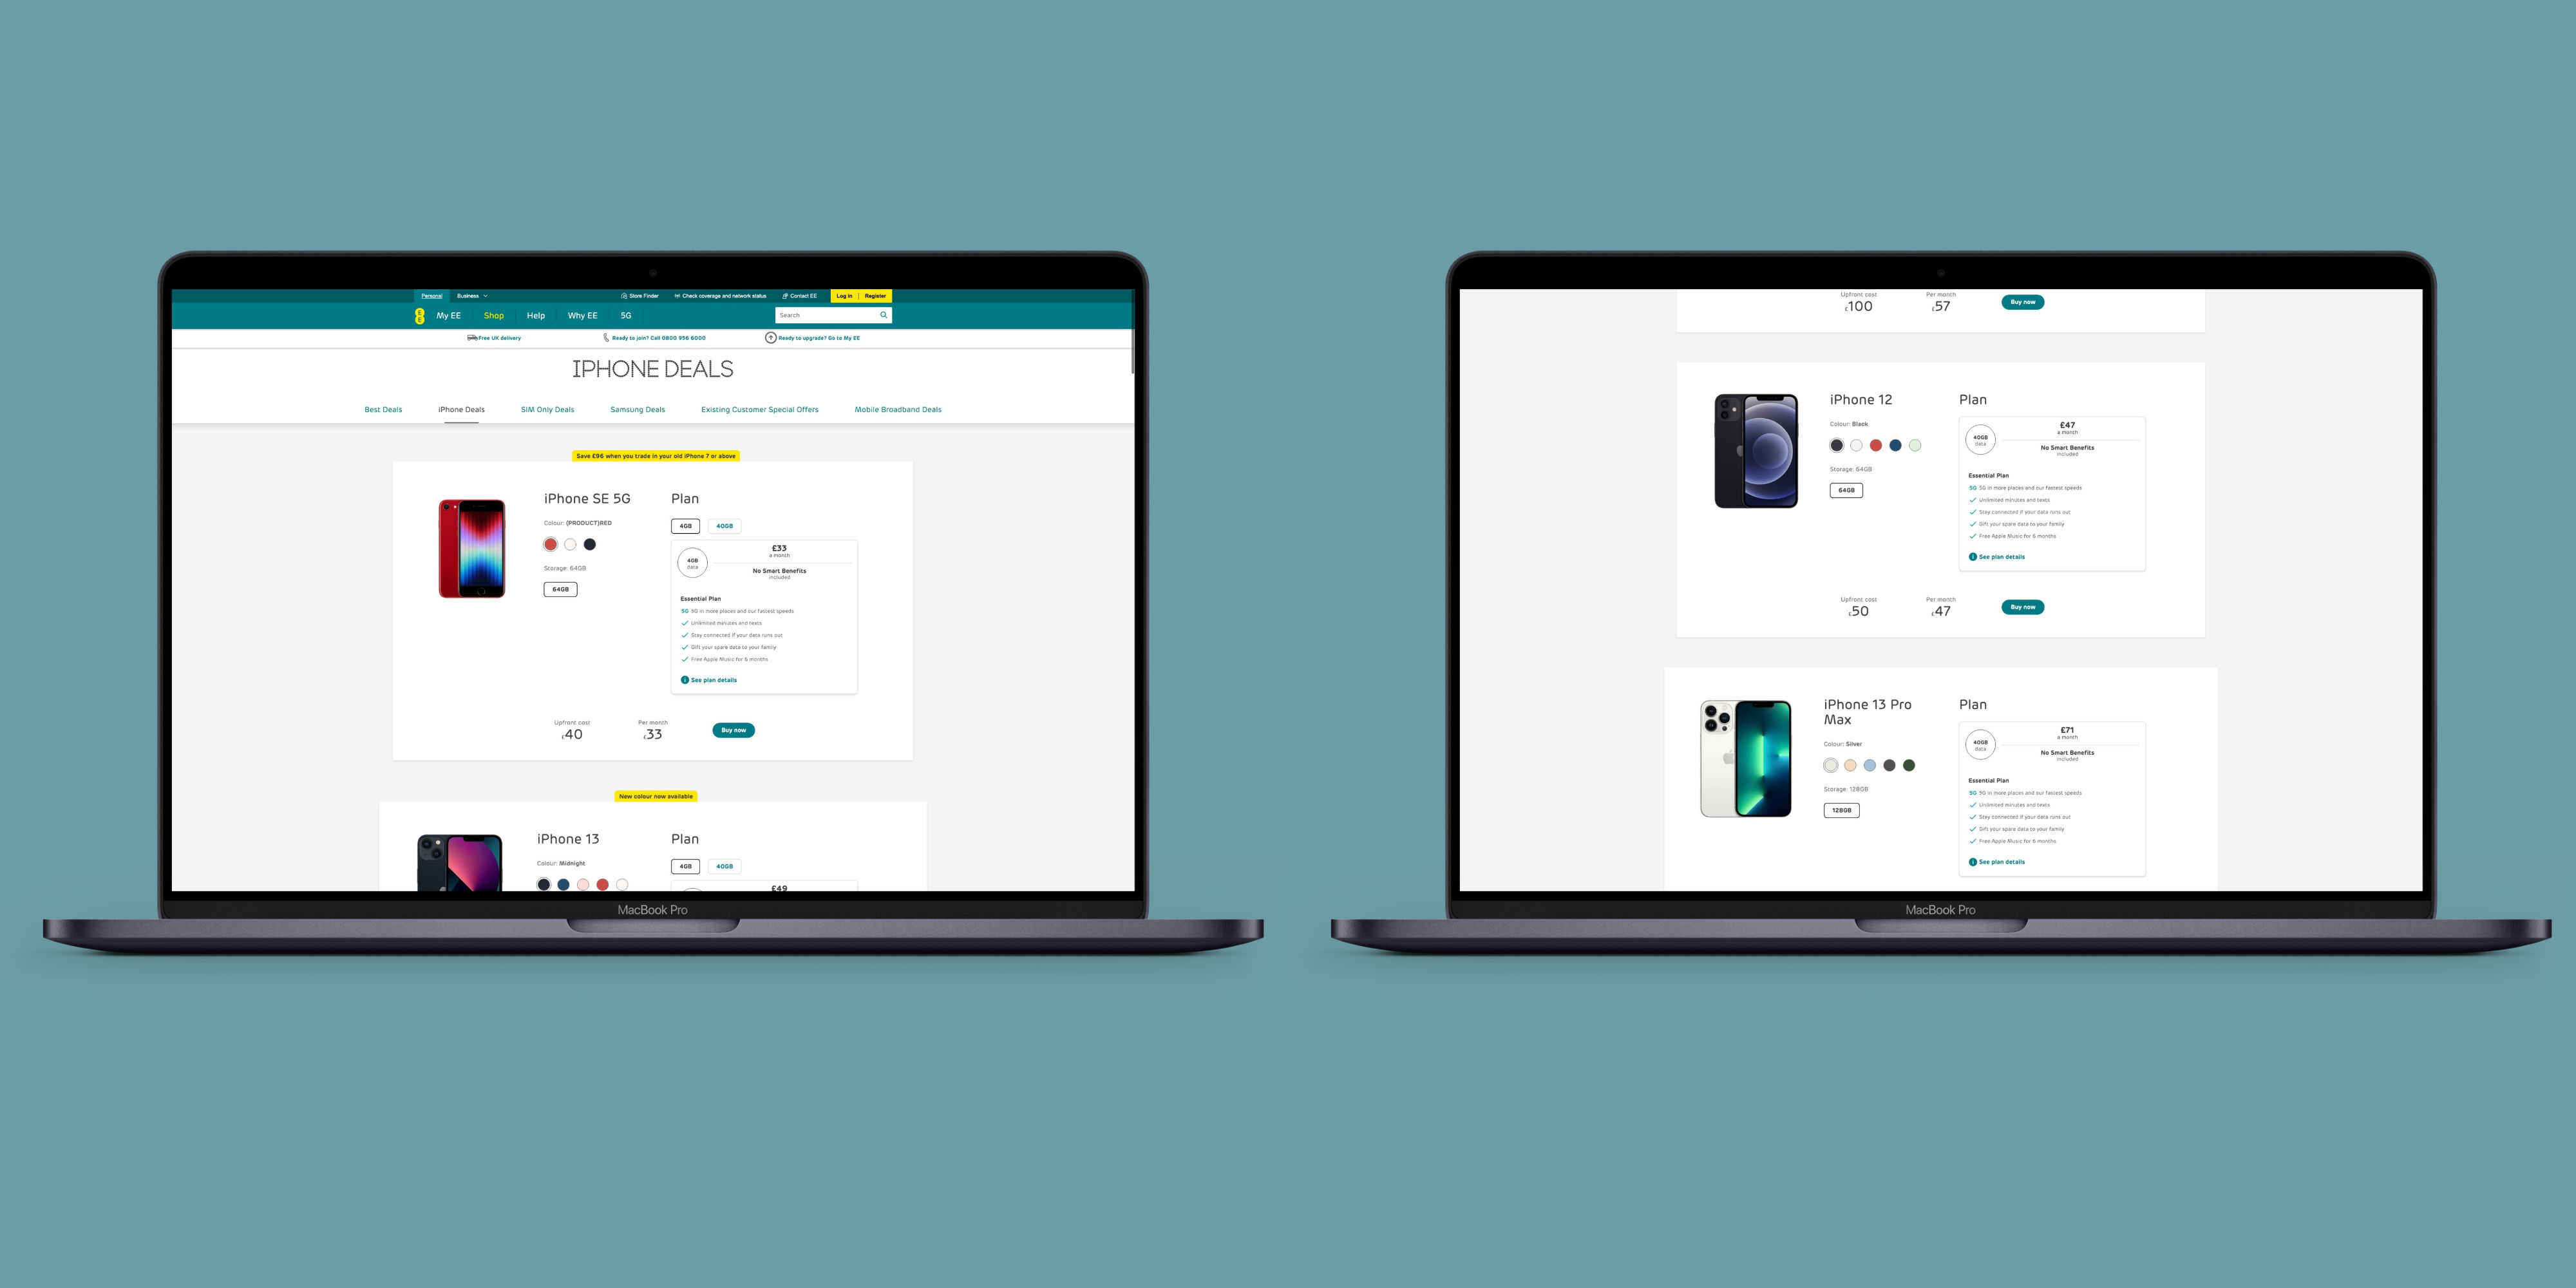 Personal Business Store Finder Check coverage and network status Contact EE Log in Register
EE My EE Shop Help Why EE 5G Search
Free UK delivery Ready to join? Call 0800 956 6000 Ready to upgrade? Go to My EE
IPHONE DEALS
Best Deals iPhone Deals SIM Only Deals Samsung Deals Existing Customer Special Offers Mobile Broadband Deals
Save £96 when you trade in your old iPhone 7 or above
iPhone SE 5G Plan
Colour: (PRODUCT)RED
4GB 40GB
£33
a month
4GB
data
No Smart Benefits
included
Storage: 64GB
64GB
Essential Plan
5G 5G in more places and our fastest speeds
Unlimited minutes and texts
Stay connected if your data runs out
Gift your spare data to your family
Free Apple Music for 6 months
See plan details
Upfront cost Per month
£40 £33 Buy now
New colour now available
iPhone 13 Plan
Colour: Midnight
4GB 40GB
£49
MacBook Pro
Upfront cost Per month
£100 £57 Buy now
iPhone 12 Plan
Colour: Black
£47
a month
40GB
data
No Smart Benefits
included
Storage: 64GB
64GB
Essential Plan
5G 5G in more places and our fastest speeds
Unlimited minutes and texts
Stay connected if your data runs out
Gift your spare data to your family
Free Apple Music for 6 months
See plan details
Upfront cost Per month
£50 £47 Buy now
iPhone 13 Pro
Max
Plan
Colour: Silver
£71
a month
40GB
data
No Smart Benefits
included
Storage: 128GB
128GB
Essential Plan
5G 5G in more places and our fastest speeds
Unlimited minutes and texts
Stay connected if your data runs out
Gift your spare data to your family
Free Apple Music for 6 months
See plan details
MacBook Pro